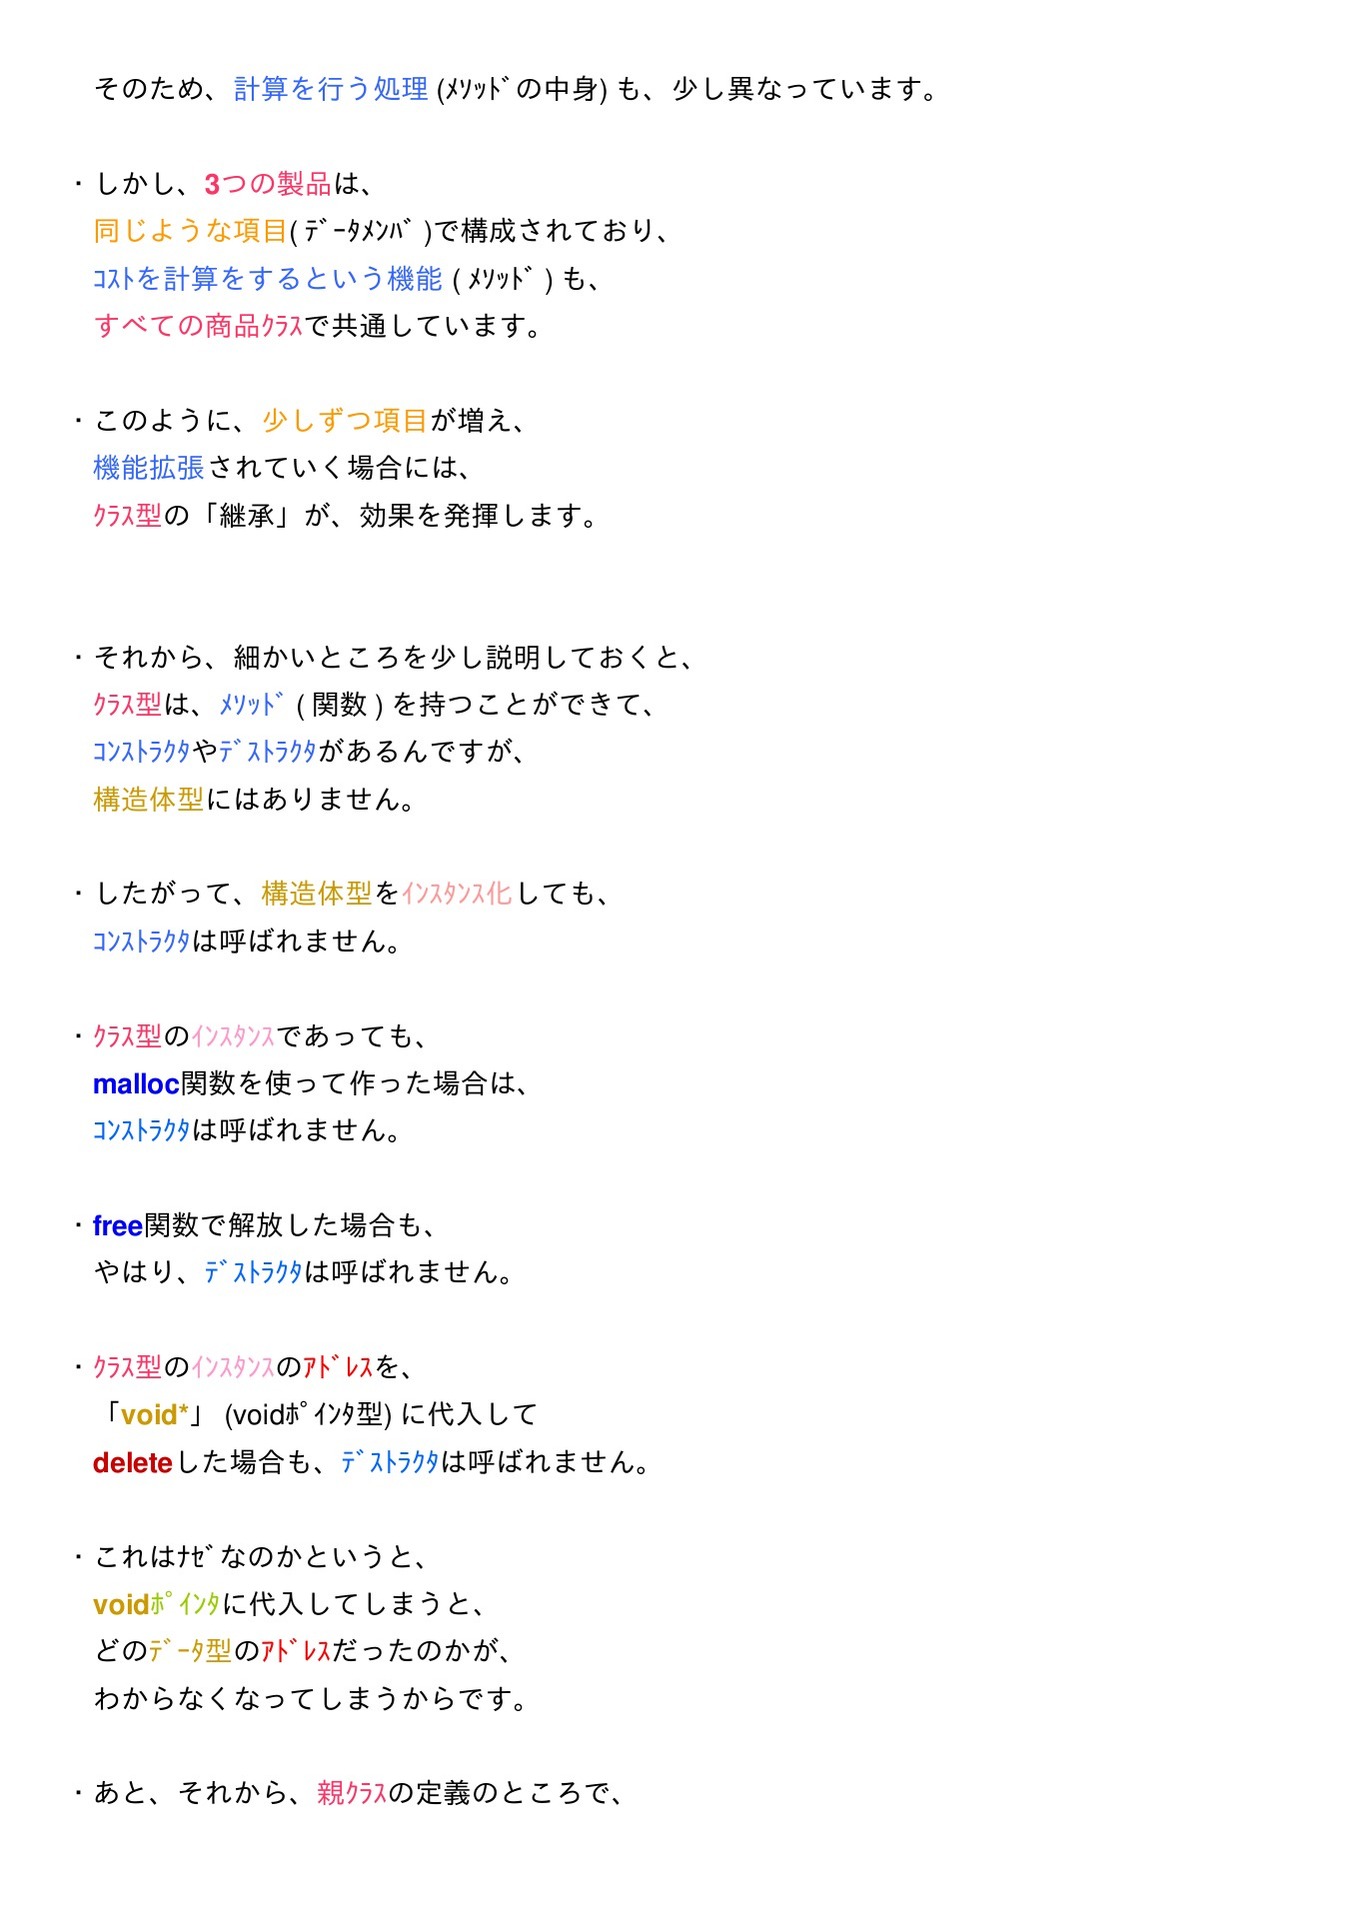 そのため、計算を行う処理 (ﾒｿｯﾄﾞの中身) も、少し異なっています。
・しかし、3つの製品は、
同じような項目( ﾃﾞｰﾀﾒﾝﾊﾞ )で構成されており、
ｺｽﾄを計算をするという機能 ( ﾒｿｯﾄﾞ ) も、
すべての商品ｸﾗｽで共通しています。
・このように、少しずつ項目が増え、
機能拡張されていく場合には、
ｸﾗｽ型の「継承」が、効果を発揮します。
・それから、細かいところを少し説明しておくと、
ｸﾗｽ型は、ﾒｿｯﾄﾞ ( 関数 ) を持つことができて、
ｺﾝｽﾄﾗｸﾀやﾃﾞｽﾄﾗｸﾀがあるんですが、
構造体型にはありません。
・したがって、構造体型をｲﾝｽﾀﾝｽ化しても、
ｺﾝｽﾄﾗｸﾀは呼ばれません。
・ｸﾗｽ型のｲﾝｽﾀﾝｽであっても、
malloc関数を使って作った場合は、
ｺﾝｽﾄﾗｸﾀは呼ばれません。
・free関数で解放した場合も、
やはり、ﾃﾞｽﾄﾗｸﾀは呼ばれません。
・ｸﾗｽ型のｲﾝｽﾀﾝｽのｱﾄﾞﾚｽを、
「void*」 (voidﾎﾟｲﾝﾀ型) に代入して
deleteした場合も、ﾃﾞｽﾄﾗｸﾀは呼ばれません。
・これはﾅｾﾞなのかというと、
voidﾎﾟｲﾝﾀに代入してしまうと、
どのﾃﾞｰﾀ型のｱﾄﾞﾚｽだったのかが、
わからなくなってしまうからです。
・あと、それから、親ｸﾗｽの定義のところで、